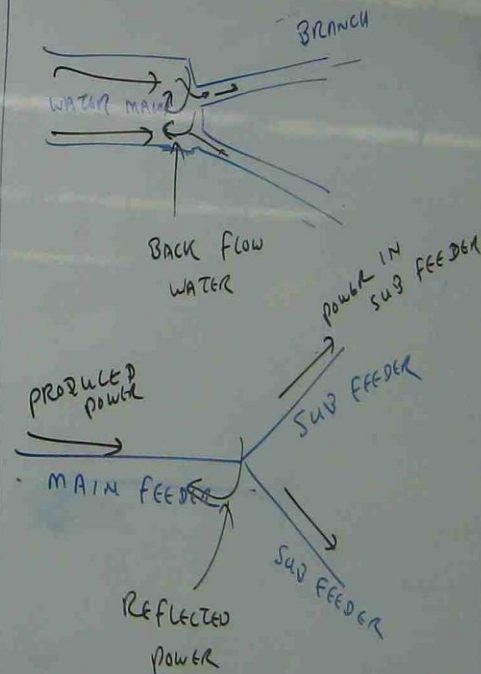 BRANCH
WATER MAIN
BACK FLOW
WATER
POWER IN
SUB FEEDER
PRODUCED
POWER
SUB FEEDER
MAIN FEEDER
SUB FEEDER
REFLECTED
POWER